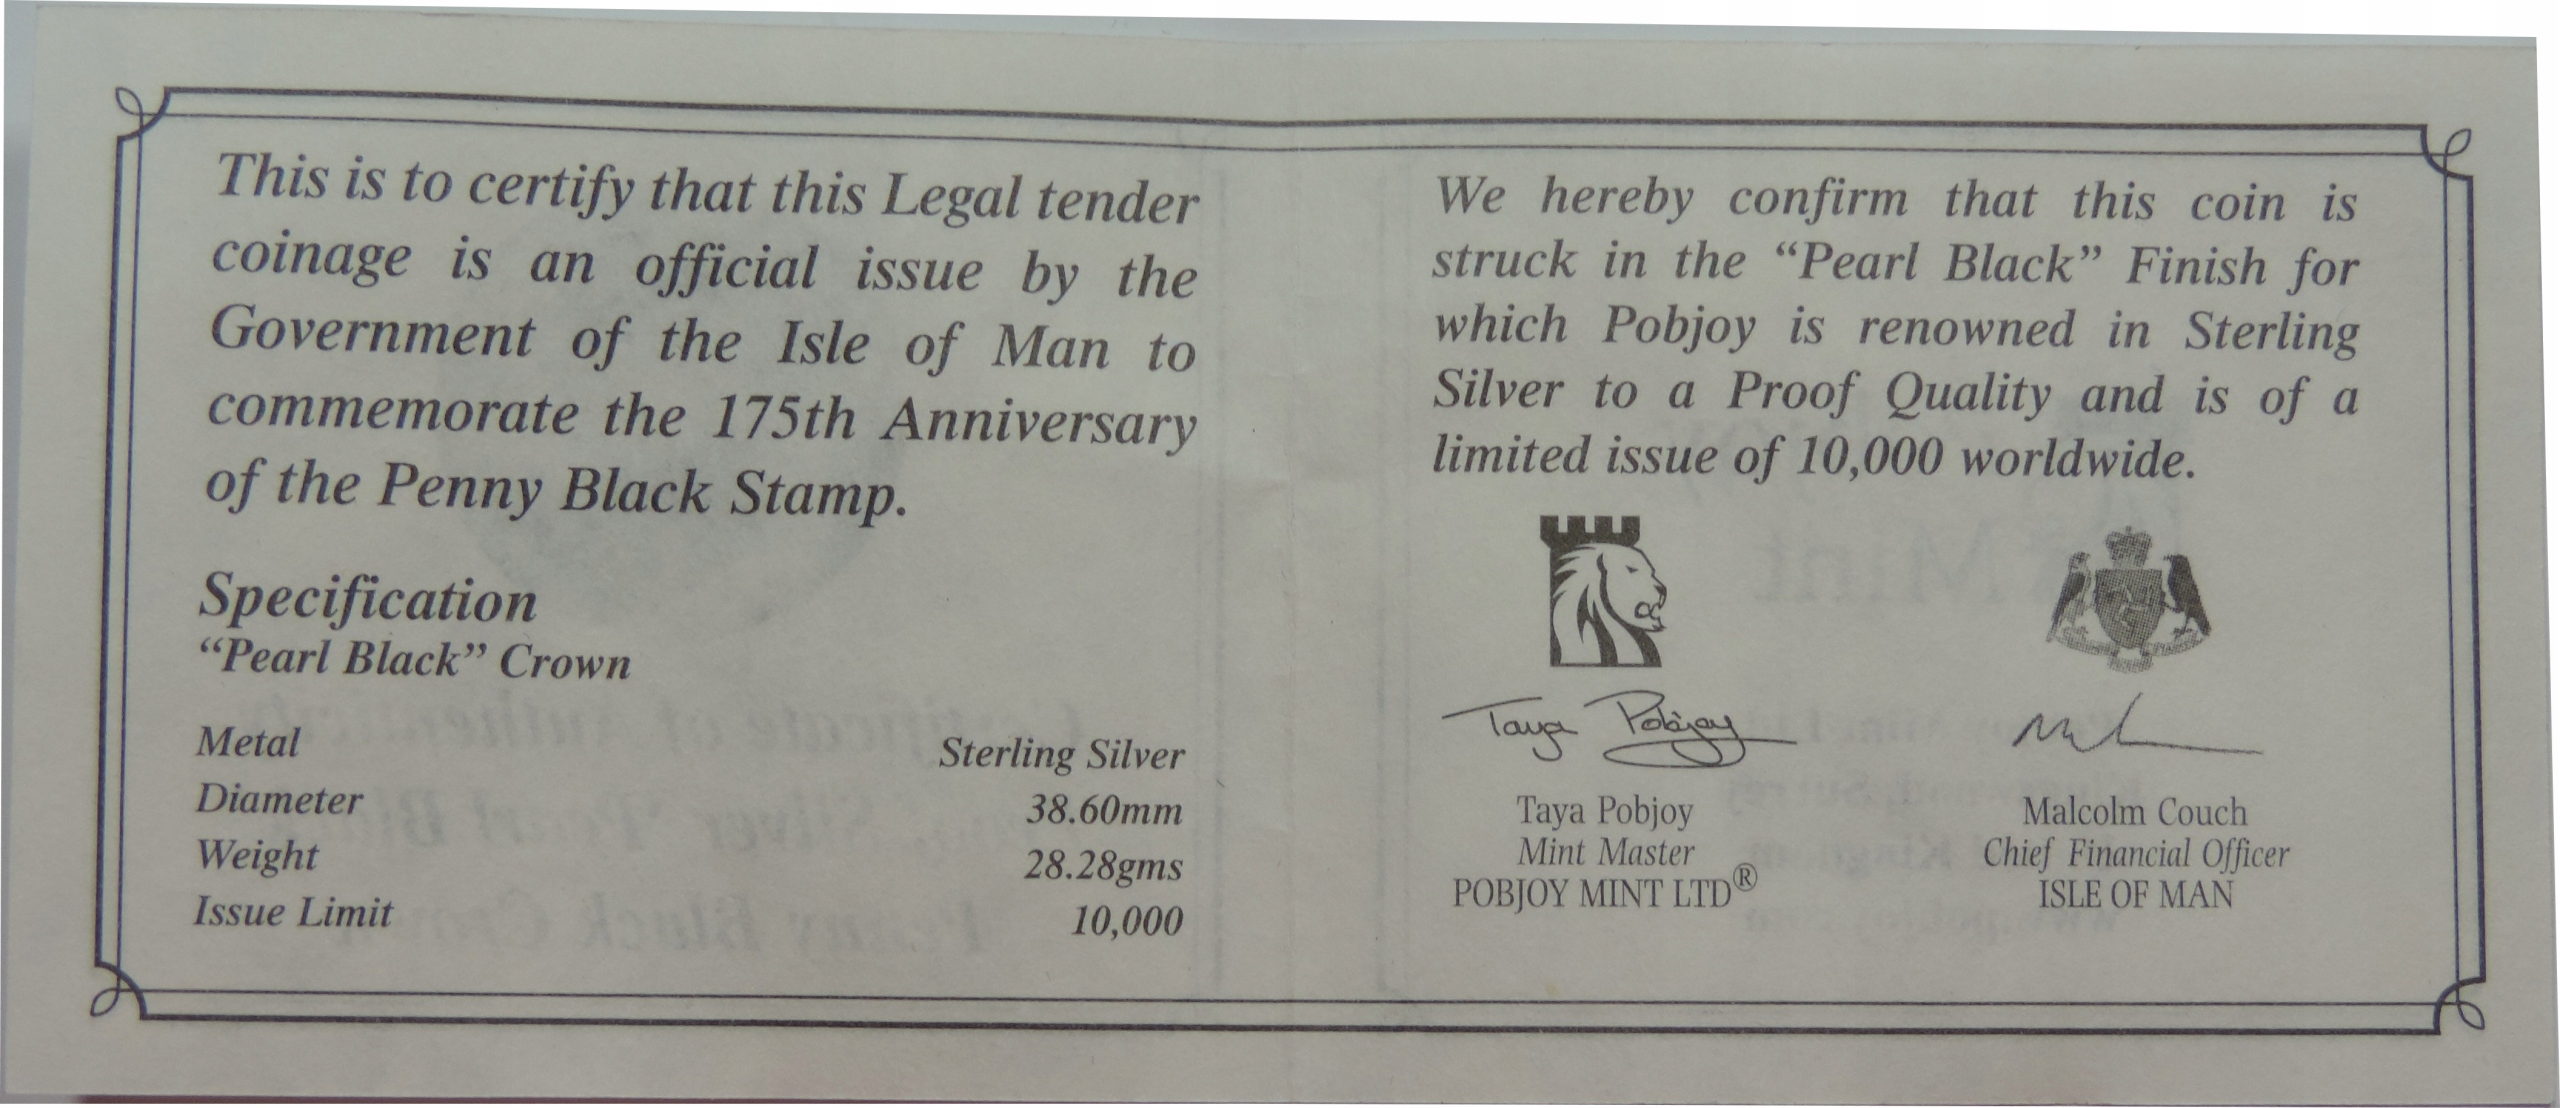 This is to certify that this Legal tender
coinage is an official issue by the
Government of the Isle of Man to
commemorate the 175th Anniversary
of the Penny Black Stamp.
Specification
“Pearl Black” Crown
Metal Sterling Silver
Diameter 38.60mm
Weight 28.28gms
Issue Limit 10,000
We hereby confirm that this coin is
struck in the “Pearl Black” Finish for
which Pobjoy is renowned in Sterling
Silver to a Proof Quality and is of a
limited issue of 10,000 worldwide.
Taya Pobjoy
Taya Pobjoy
Mint Master
POBJOY MINT LTD®
Malcolm Couch
Chief Financial Officer
ISLE OF MAN